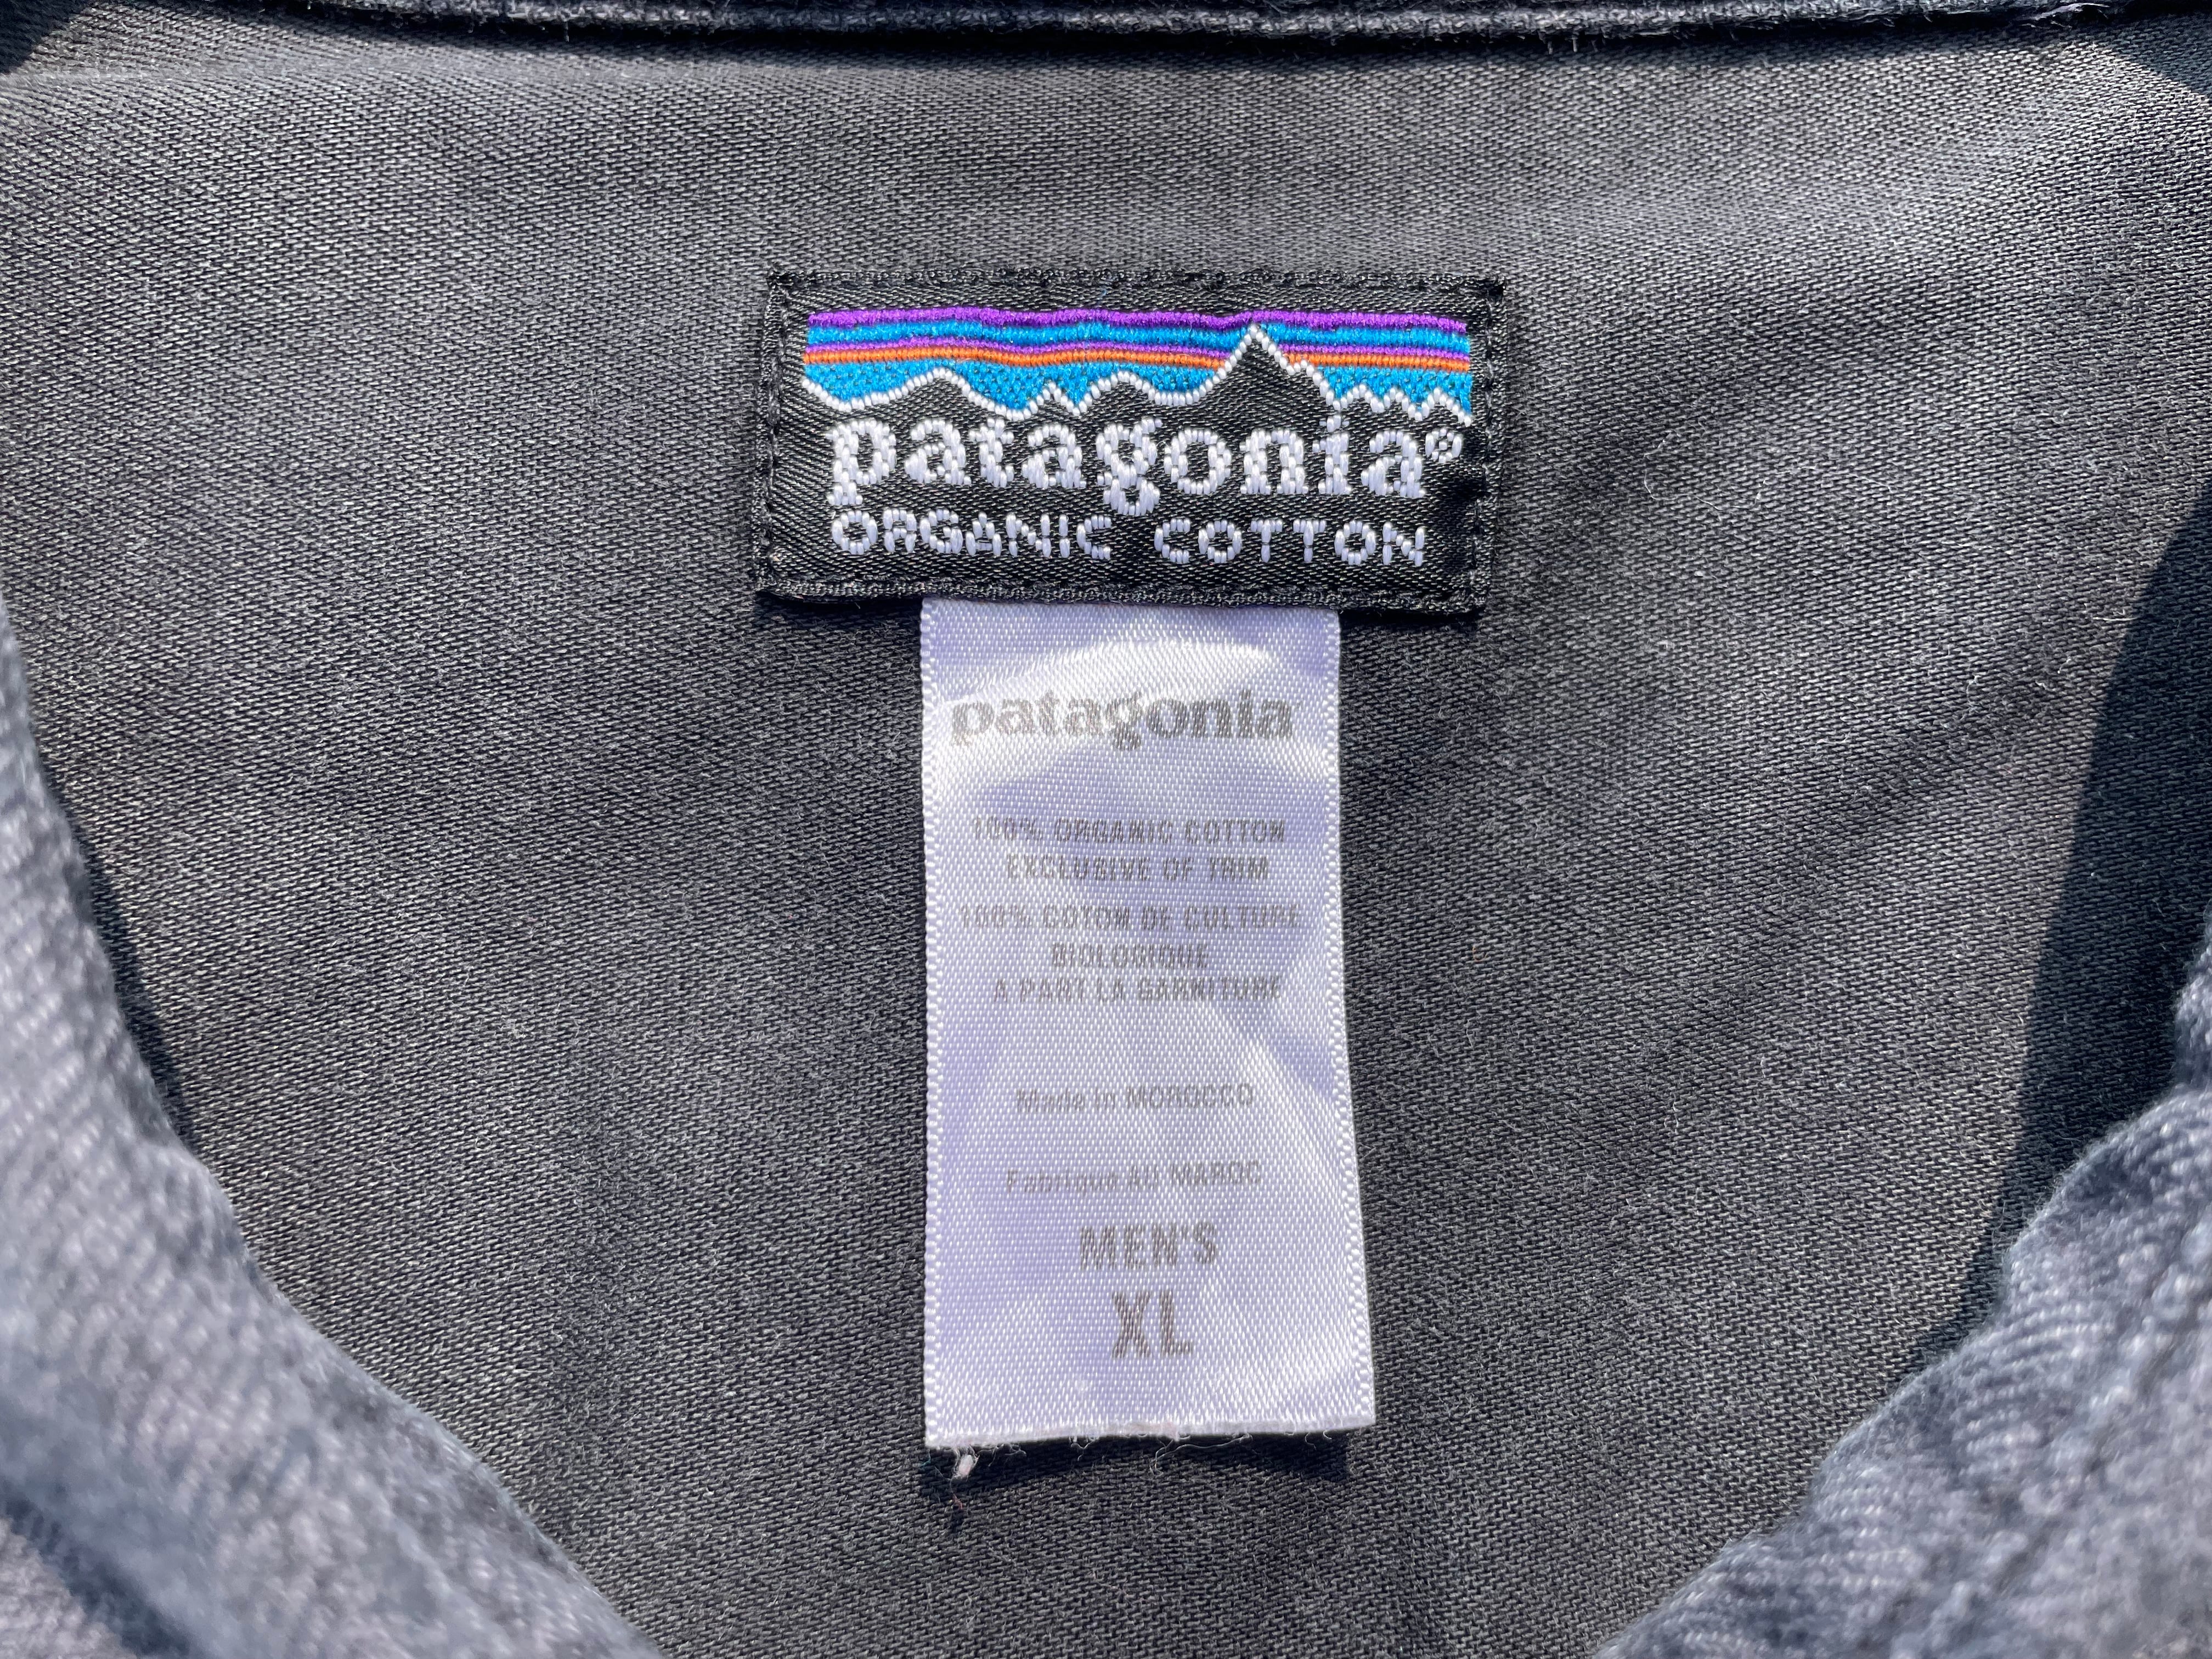 patagonia®
ORGANIC COTTON
patagonia
100% ORGANIC COTTON
EXCLUSIVE OF TRIM
100% COTON DE CULTURE
BIOLOGIQUE
A PART LA GARNITURE
Made in MOROCCO
Fabrique AU MAROC
MEN'S
XL